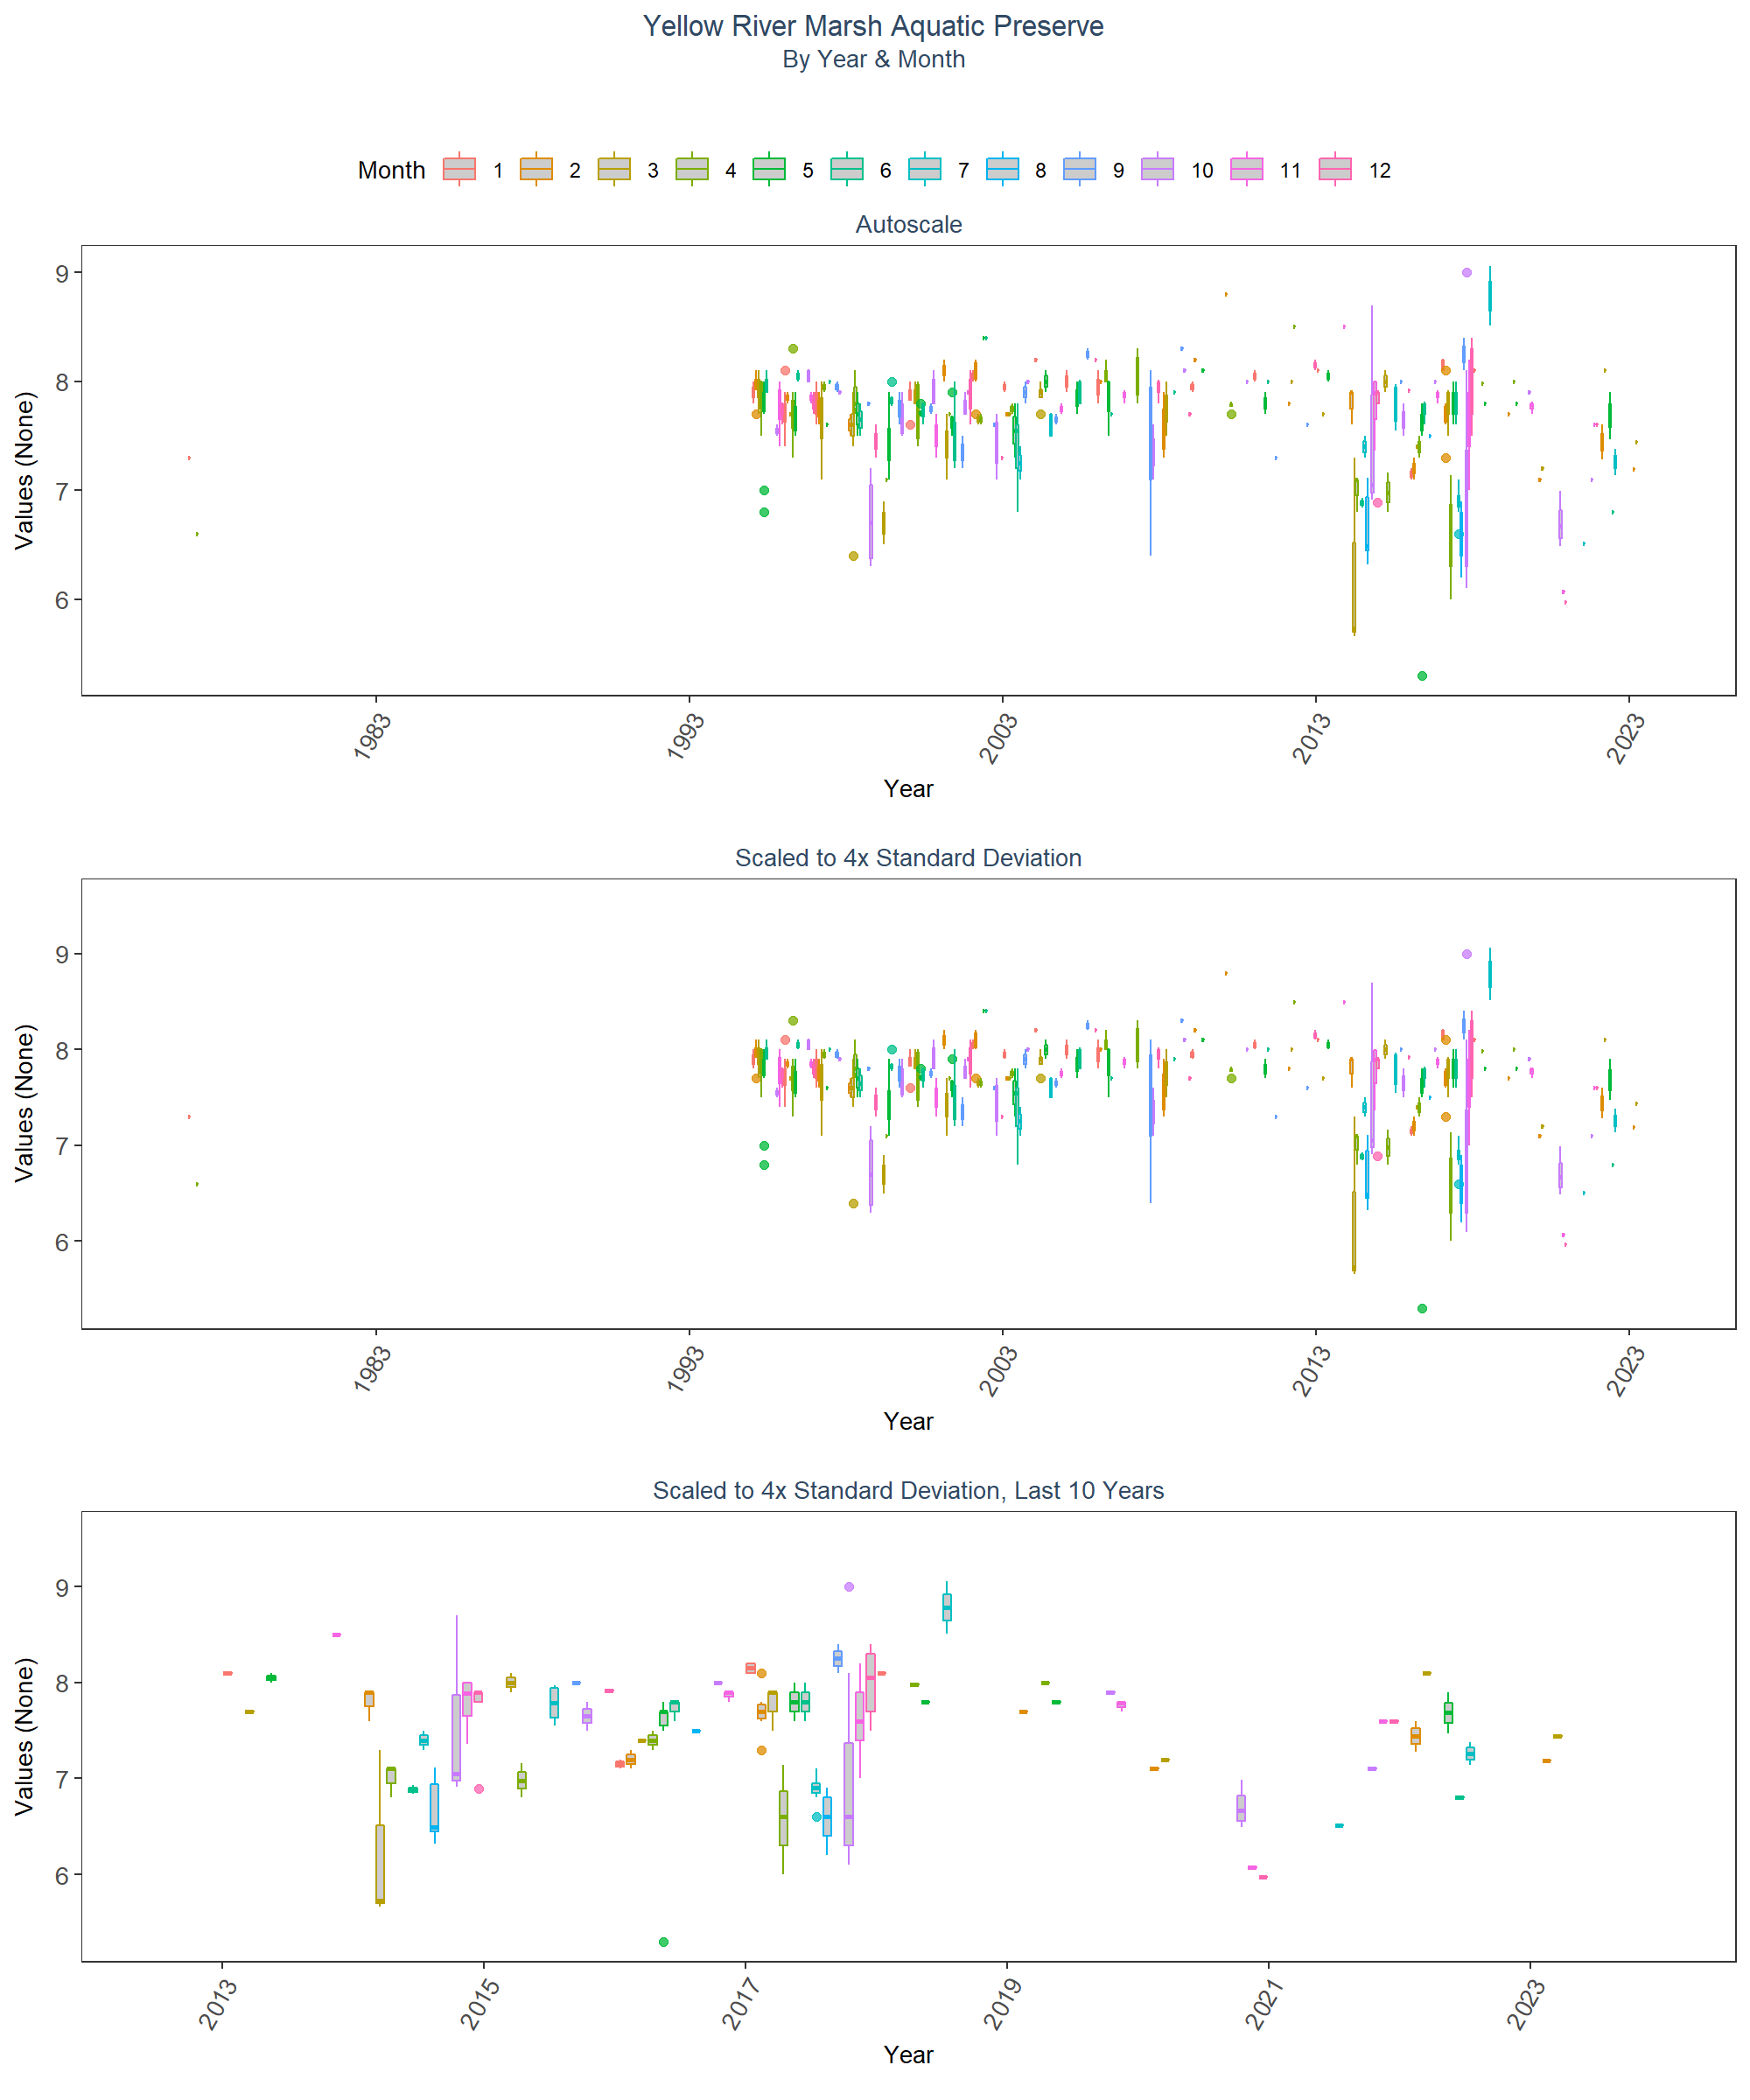 Yellow River Marsh Aquatic Preserve
By Year & Month
Month 1 2 3 4 5 6 7 8 9 10 11 12
Autoscale
Values (None)
9
8
7
6
1983 1993 2003 2013 2023
Year
Scaled to 4x Standard Deviation
Values (None)
9
8
7
6
1983 1993 2003 2013 2023
Year
Scaled to 4x Standard Deviation, Last 10 Years
Values (None)
9
8
7
6
2013 2015 2017 2019 2021 2023
Year